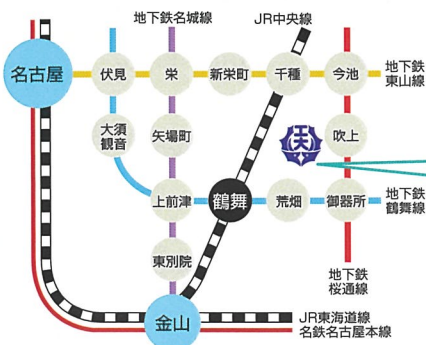 地下鉄名城線
JR中央線
名古屋
伏見
栄
新栄町
千種
今池
地下鉄
東山線
大須
観音
矢場町
吹上
上前津
鶴舞
荒畑
御器所
地下鉄
鶴舞線
東別院
地下鉄
桜通線
金山
JR東海道線
名鉄名古屋本線